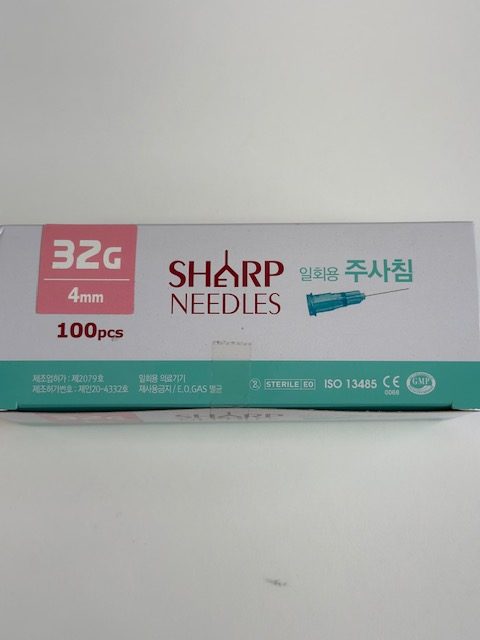 32G
4mm
100pcs
SHARP
NEEDLES
일회용 주사침
제조업허가 : 제2079호
제조허가번호 : 제인20-4332호
일회용 의료기기
재사용금지 / E.O.GAS 멸균
2 STERILE EO ISO 13485 CE GMP
0068